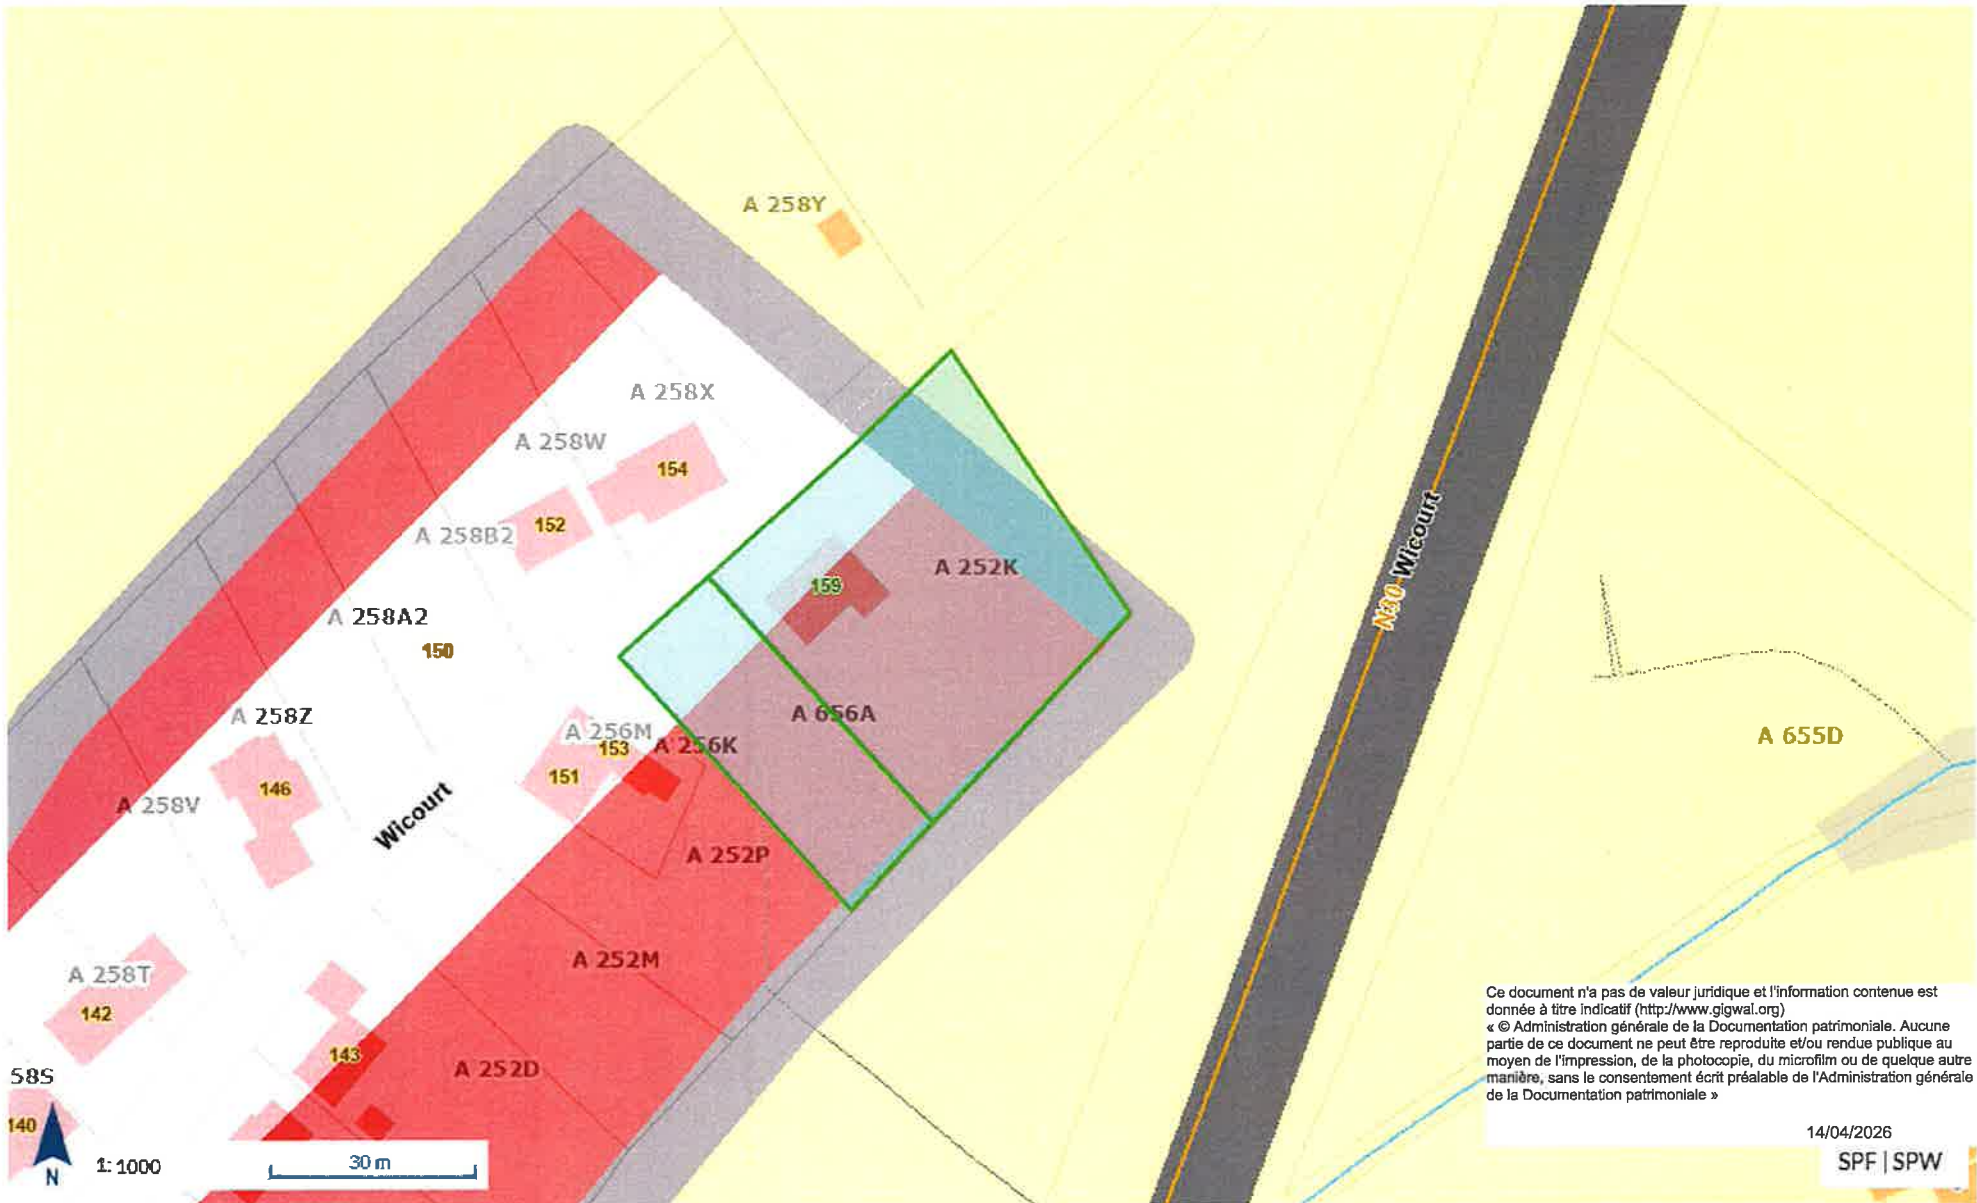 A 258Y
A 258X
A 258W
154
152
A 258B2
159
A 252K
N30 Wicourt
A 258A2
150
A 258Z
A 656A
A 256M
153
A 256K
151
A 655D
146
A 258V
Wicourt
A 252P
A 252M
A 258T
142
143
A 252D
58S
140
Ce document n'a pas de valeur juridique et l'information contenue est
donnée à titre indicatif (http://www.gigwal.org)
« © Administration générale de la Documentation patrimoniale. Aucune
partie de ce document ne peut être reproduite et/ou rendue publique au
moyen de l'impression, de la photocopie, du microfilm ou de quelque autre
manière, sans le consentement écrit préalable de l'Administration générale
de la Documentation patrimoniale »
14/04/2026
SPF | SPW
N
1: 1000
30 m